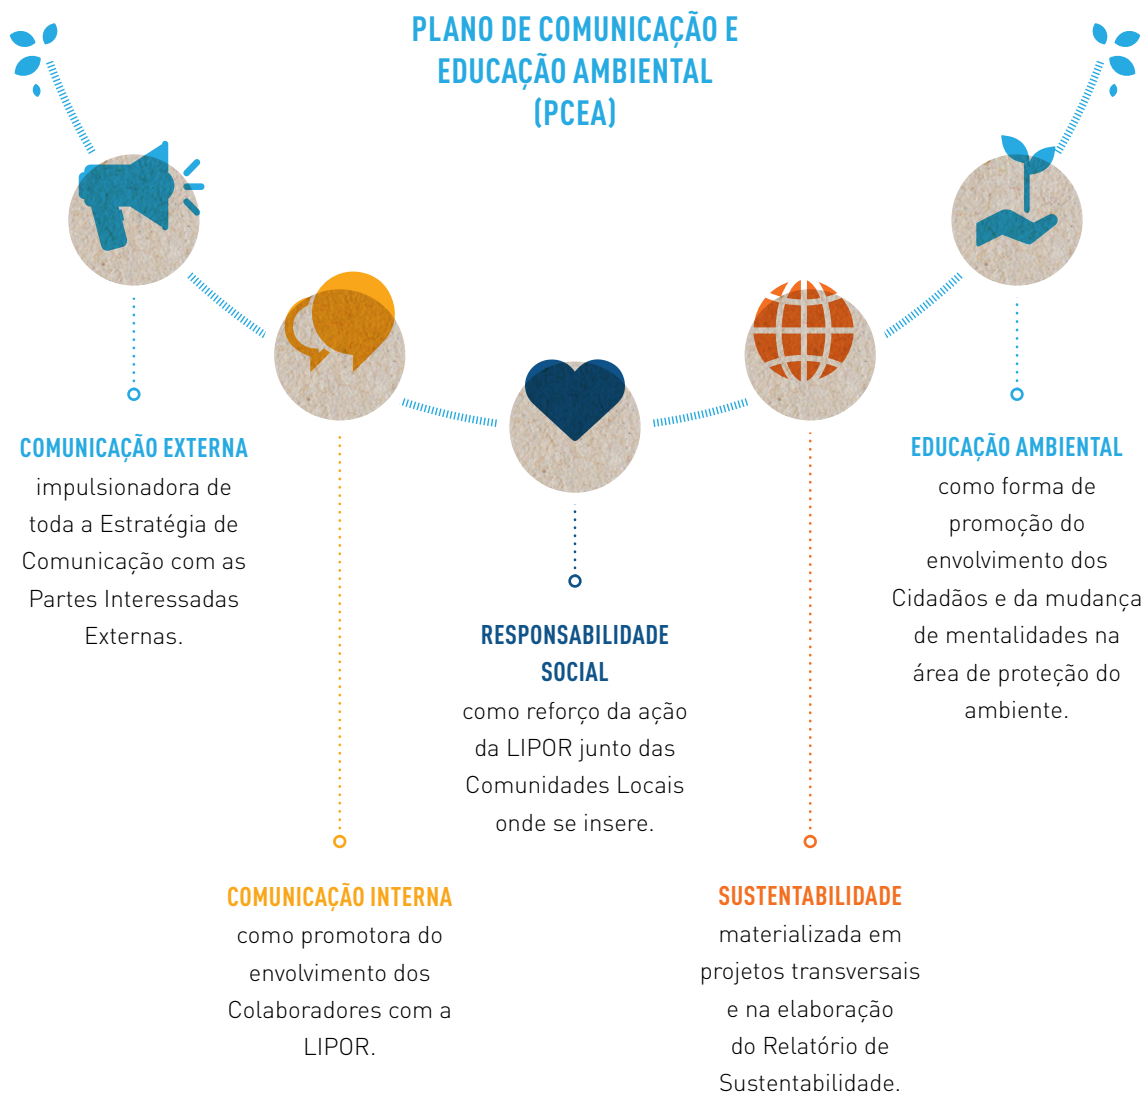 PLANO DE COMUNICAÇÃO E
EDUCAÇÃO AMBIENTAL
(PCEA)
COMUNICAÇÃO EXTERNA
impulsionadora de
toda a Estratégia de
Comunicação com as
Partes Interessadas
Externas.
COMUNICAÇÃO INTERNA
como promotora do
envolvimento dos
Colaboradores com a
LIPOR.
RESPONSABILIDADE
SOCIAL
como reforço da ação
da LIPOR junto das
Comunidades Locais
onde se insere.
SUSTENTABILIDADE
materializada em
projetos transversais
e na elaboração
do Relatório de
Sustentabilidade.
EDUCAÇÃO AMBIENTAL
como forma de
promoção do
envolvimento dos
Cidadãos e da mudança
de mentalidades na
área de proteção do
ambiente.